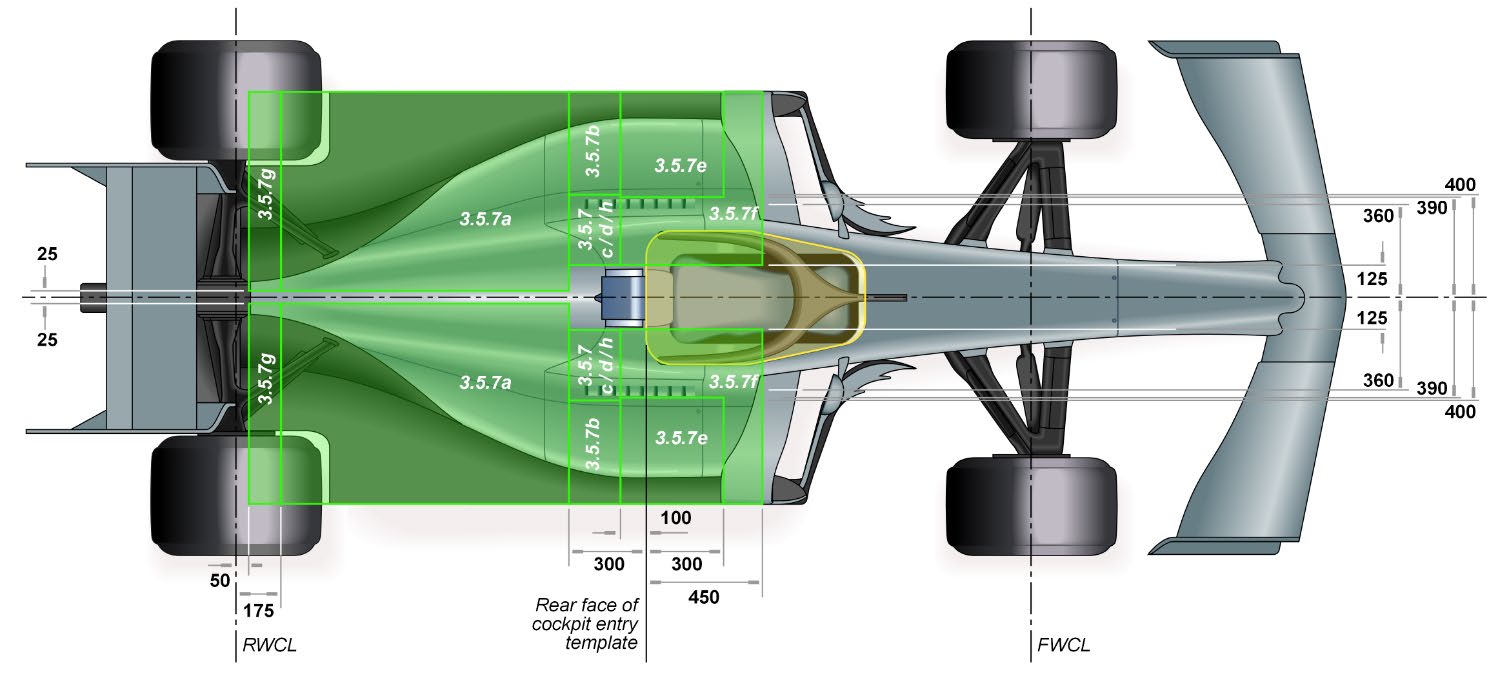 3.5.7b
3.5.7e
3.5.7g
400
3.5.7a
3.5.7
c/d/h
3.5.7f
360
390
25
125
25
125
3.5.7g
3.5.7a
3.5.7
c/d/h
3.5.7f
360
390
400
3.5.7b
3.5.7e
100
50
300
300
175
450
Rear face of
cockpit entry
template
RWCL
FWCL